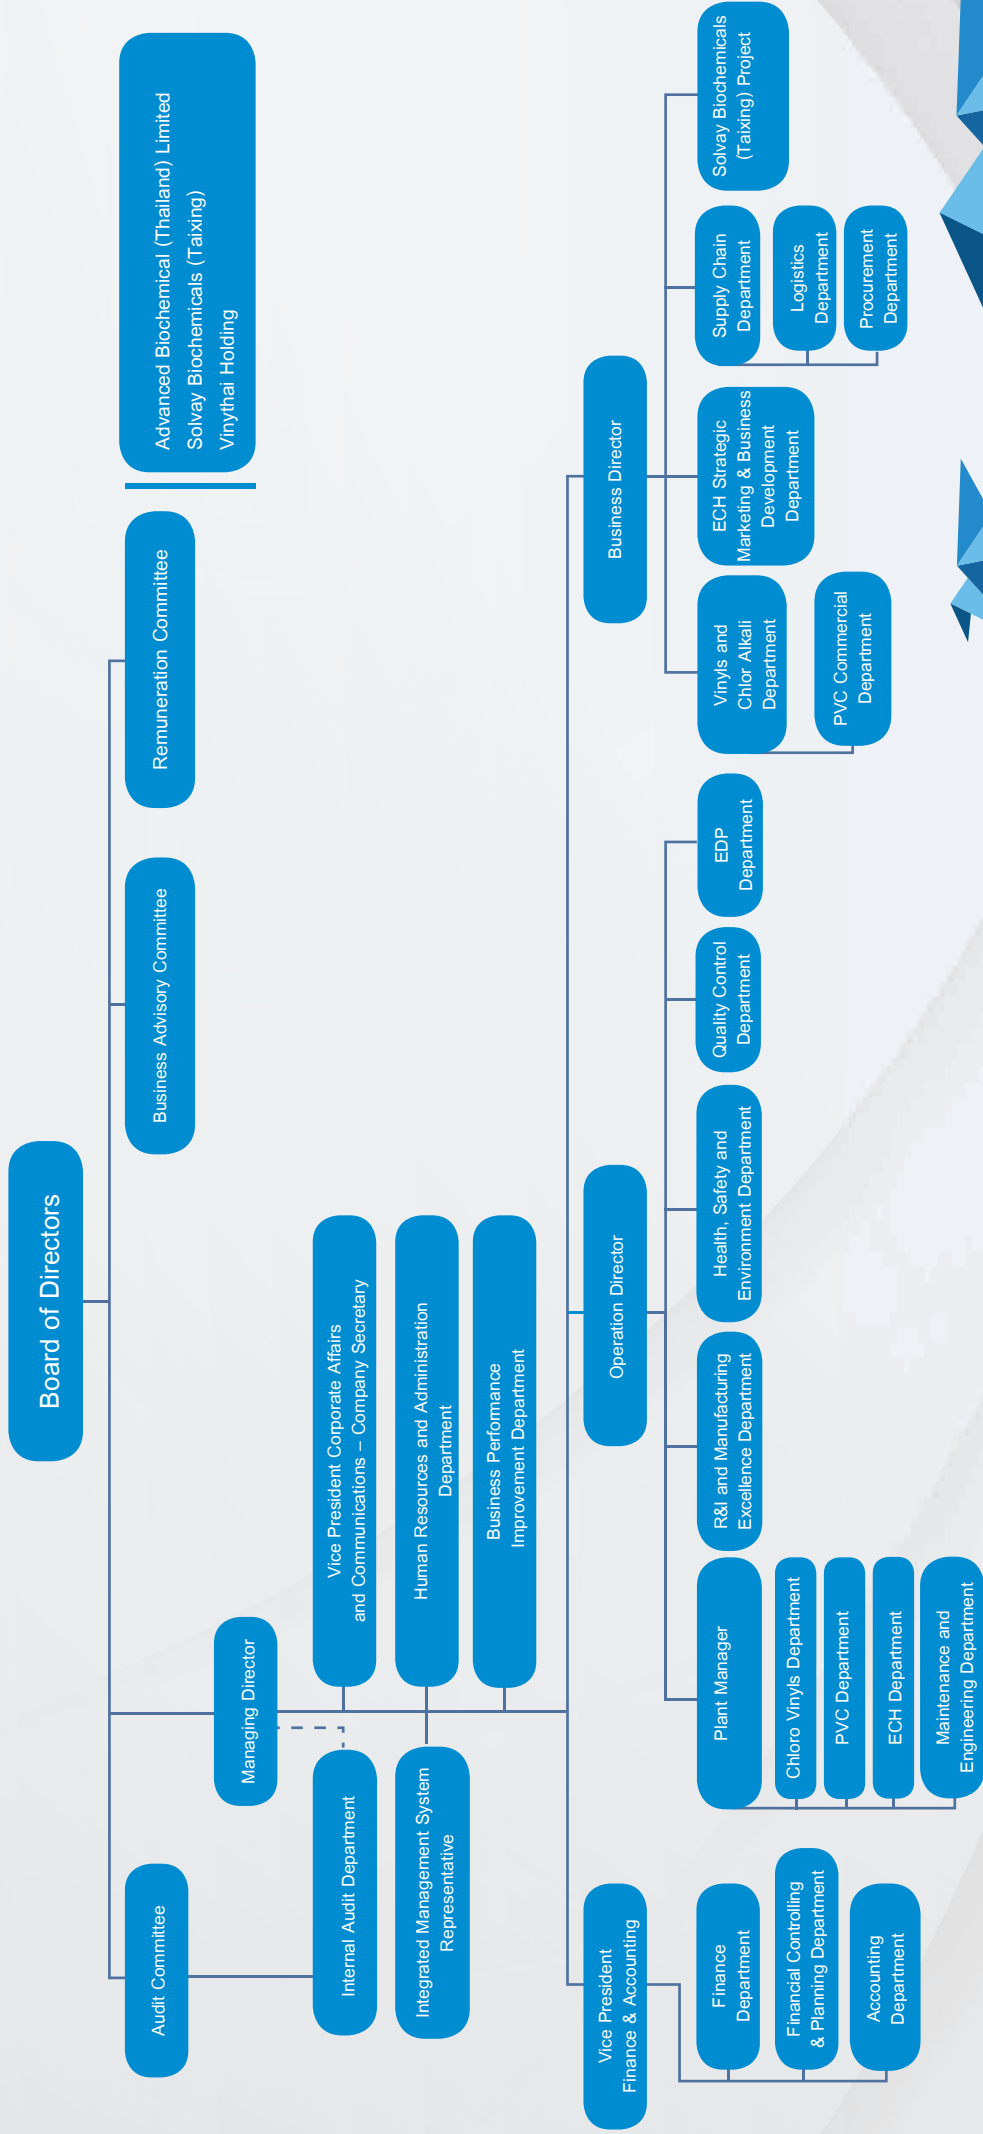 Board of Directors
Audit Committee
Managing Director
Business Advisory Committee
Remuneration Committee
Advanced Biochemical (Thailand) Limited
Solvay Biochemicals (Taixing)
Vinythai Holding
Internal Audit Department
Vice President Corporate Affairs
and Communications – Company Secretary
Integrated Management System
Representative
Human Resources and Administration
Department
Business Performance
Improvement Department
Vice President
Finance & Accounting
Finance
Department
Financial Controlling
& Planning Department
Accounting
Department
Operation Director
Plant Manager
Chloro Vinyls Department
PVC Department
ECH Department
Maintenance and
Engineering Department
R&I and Manufacturing
Excellence Department
Health, Safety and
Environment Department
Quality Control
Department
EDP
Department
Business Director
Vinyls and
Chlor Alkali
Department
PVC Commercial
Department
ECH Strategic
Marketing & Business
Development
Department
Supply Chain
Department
Logistics
Department
Procurement
Department
Solvay Biochemicals
(Taixing) Project